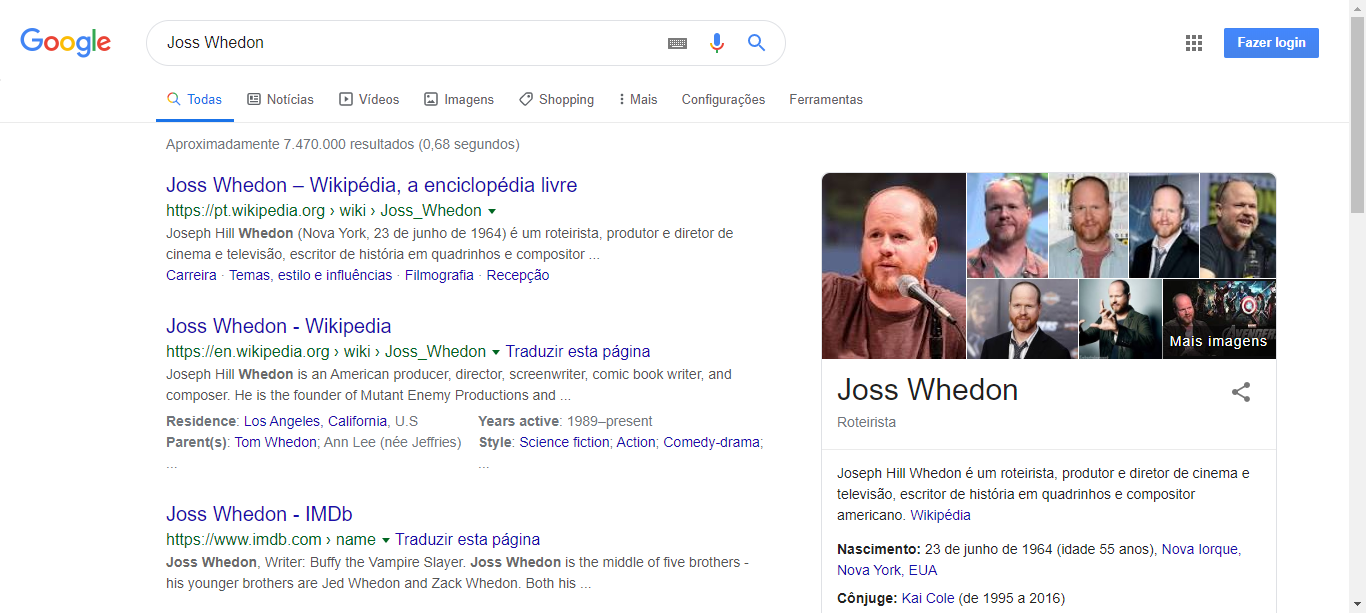 Google
Joss Whedon
Fazer login
Todas
Notícias
Vídeos
Imagens
Shopping
Mais
Configurações
Ferramentas
Aproximadamente 7.470.000 resultados (0,68 segundos)
Joss Whedon – Wikipédia, a enciclopédia livre
https://pt.wikipedia.org › wiki › Joss_Whedon
Joseph Hill Whedon (Nova York, 23 de junho de 1964) é um roteirista, produtor e diretor de
cinema e televisão, escritor de história em quadrinhos e compositor ...
Carreira · Temas, estilo e influências · Filmografia · Recepção
Joss Whedon - Wikipedia
https://en.wikipedia.org › wiki › Joss_Whedon Traduzir esta página
Joseph Hill Whedon is an American producer, director, screenwriter, comic book writer, and
composer. He is the founder of Mutant Enemy Productions and ...
Residence: Los Angeles, California, U.S
Years active: 1989–present
Parent(s): Tom Whedon; Ann Lee (née Jeffries)
Style: Science fiction; Action; Comedy-drama;
...
...
Joss Whedon - IMDb
https://www.imdb.com › name Traduzir esta página
Joss Whedon, Writer: Buffy the Vampire Slayer. Joss Whedon is the middle of five brothers -
his younger brothers are Jed Whedon and Zack Whedon. Both his ...
AVENGERS
Mais imagens
Joss Whedon
Roteirista
Joseph Hill Whedon é um roteirista, produtor e diretor de cinema e
televisão, escritor de história em quadrinhos e compositor
americano. Wikipédia
Nascimento: 23 de junho de 1964 (idade 55 anos), Nova Iorque,
Nova York, EUA
Cônjuge: Kai Cole (de 1995 a 2016)